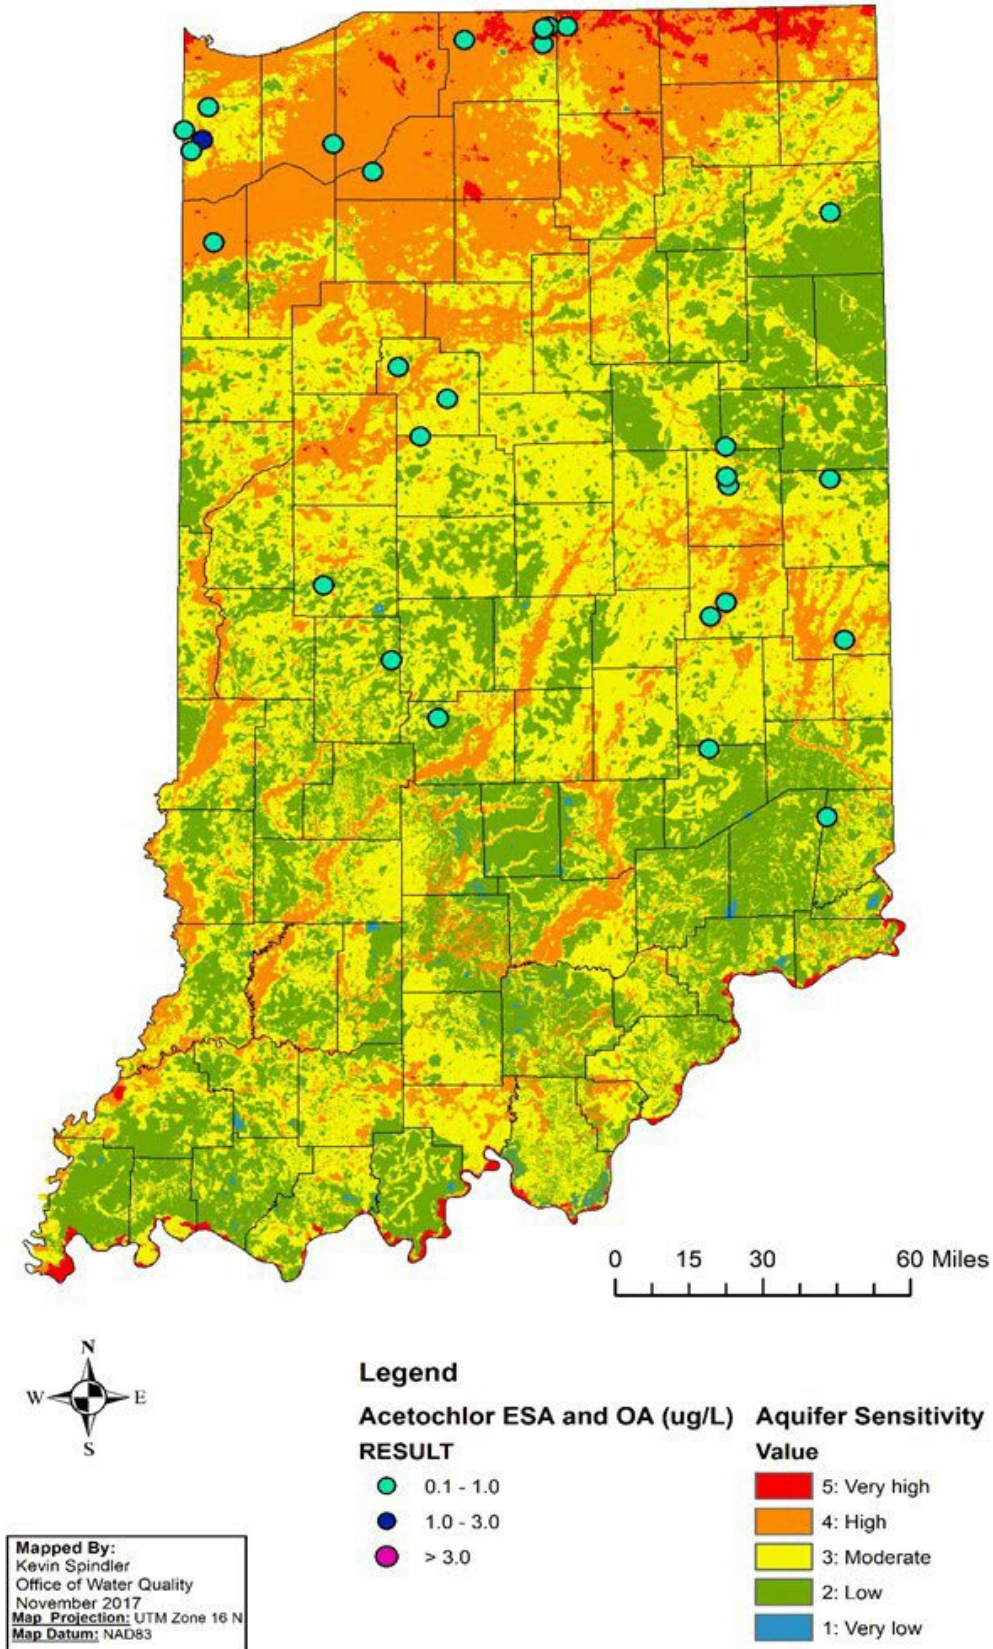 0 15 30 60 Miles
N
W E
S
Legend
Acetochlor ESA and OA (ug/L) Aquifer Sensitivity
RESULT Value
0.1 - 1.0 5: Very high
1.0 - 3.0 4: High
> 3.0 3: Moderate
2: Low
1: Very low
Mapped By:
Kevin Spindler
Office of Water Quality
November 2017
Map Projection: UTM Zone 16 N
Map Datum: NAD83